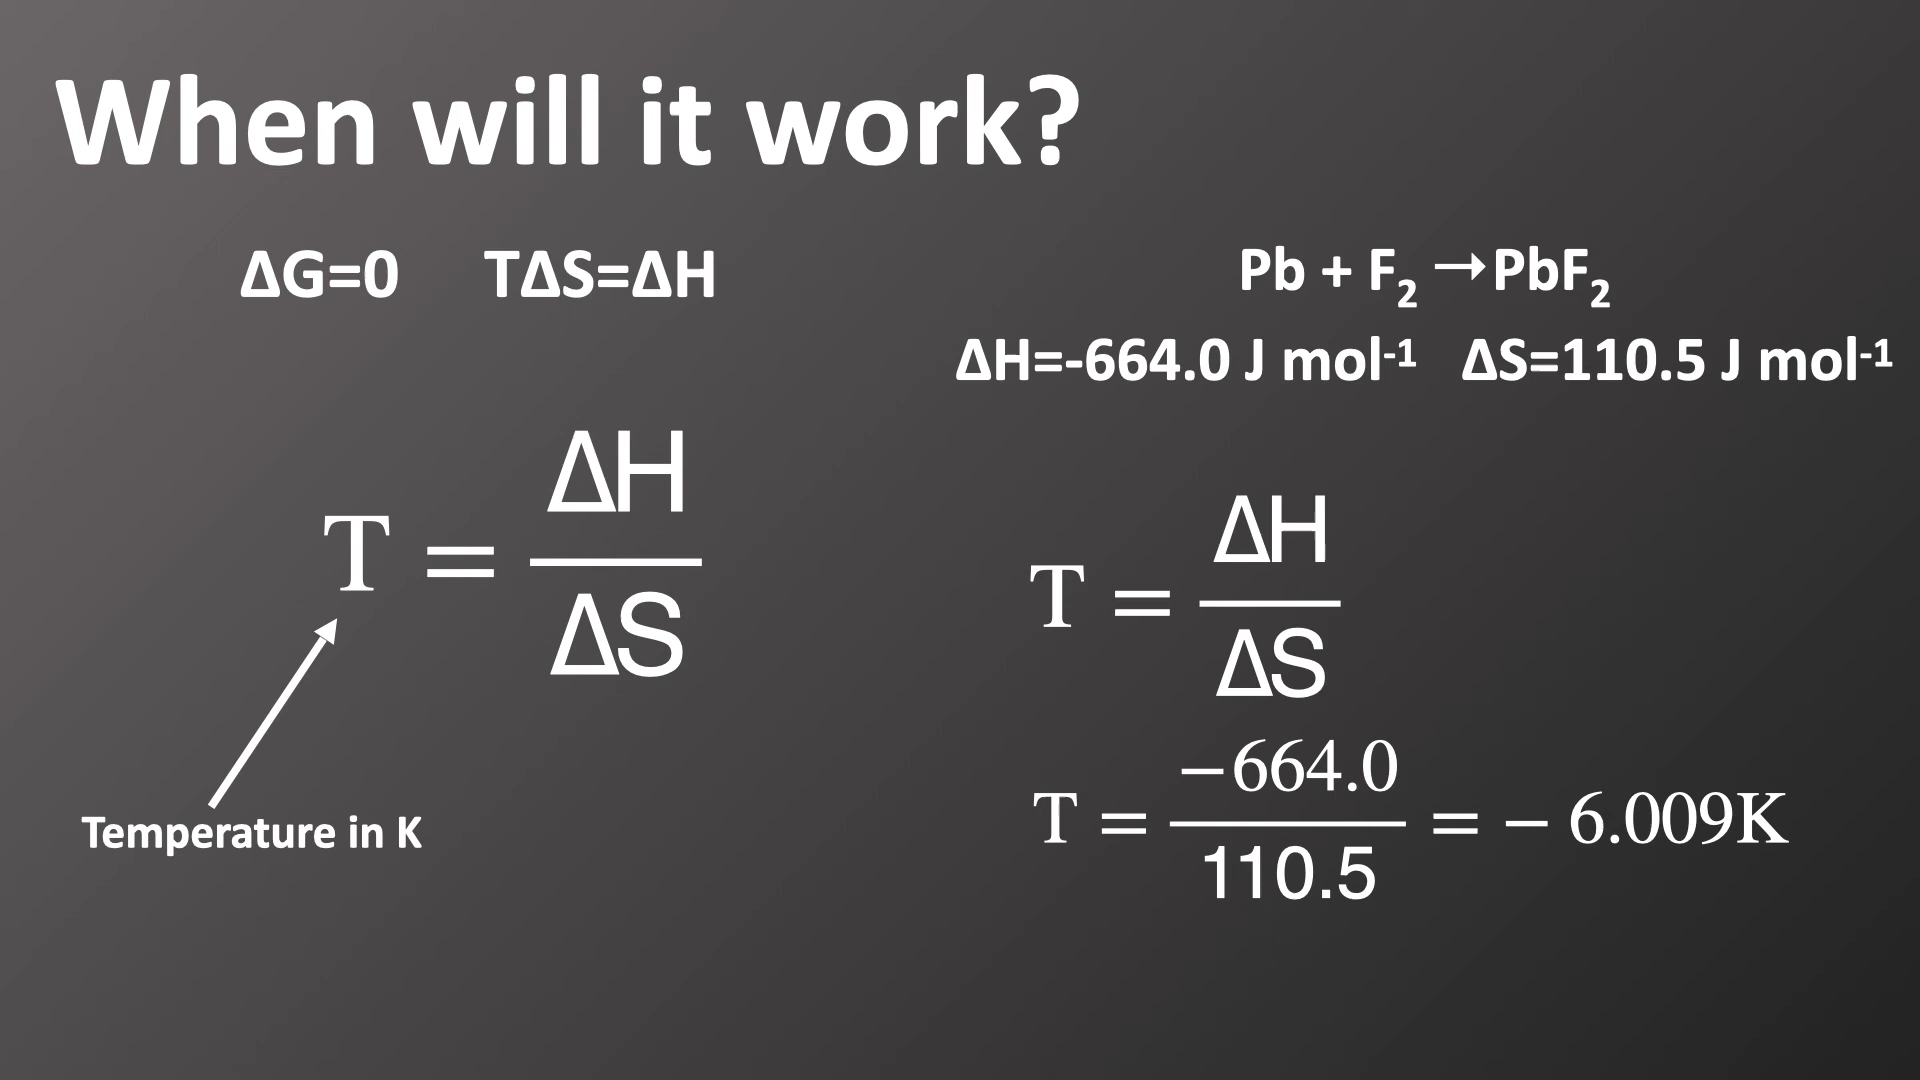 When will it work?
ΔG=0 TΔS=ΔH
T = ΔH/ΔS
Temperature in K
Pb + F₂ →PbF₂
ΔH=-664.0 J mol⁻¹ ΔS=110.5 J mol⁻¹
T = ΔH/ΔS
T = −664.0/110.5 = − 6.009K